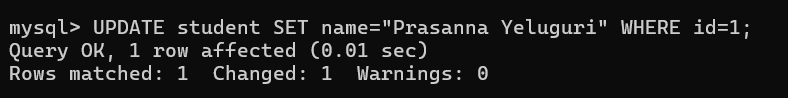 mysql> UPDATE student SET name="Prasanna Yeluguri" WHERE id=1;
Query OK, 1 row affected (0.01 sec)
Rows matched: 1  Changed: 1  Warnings: 0